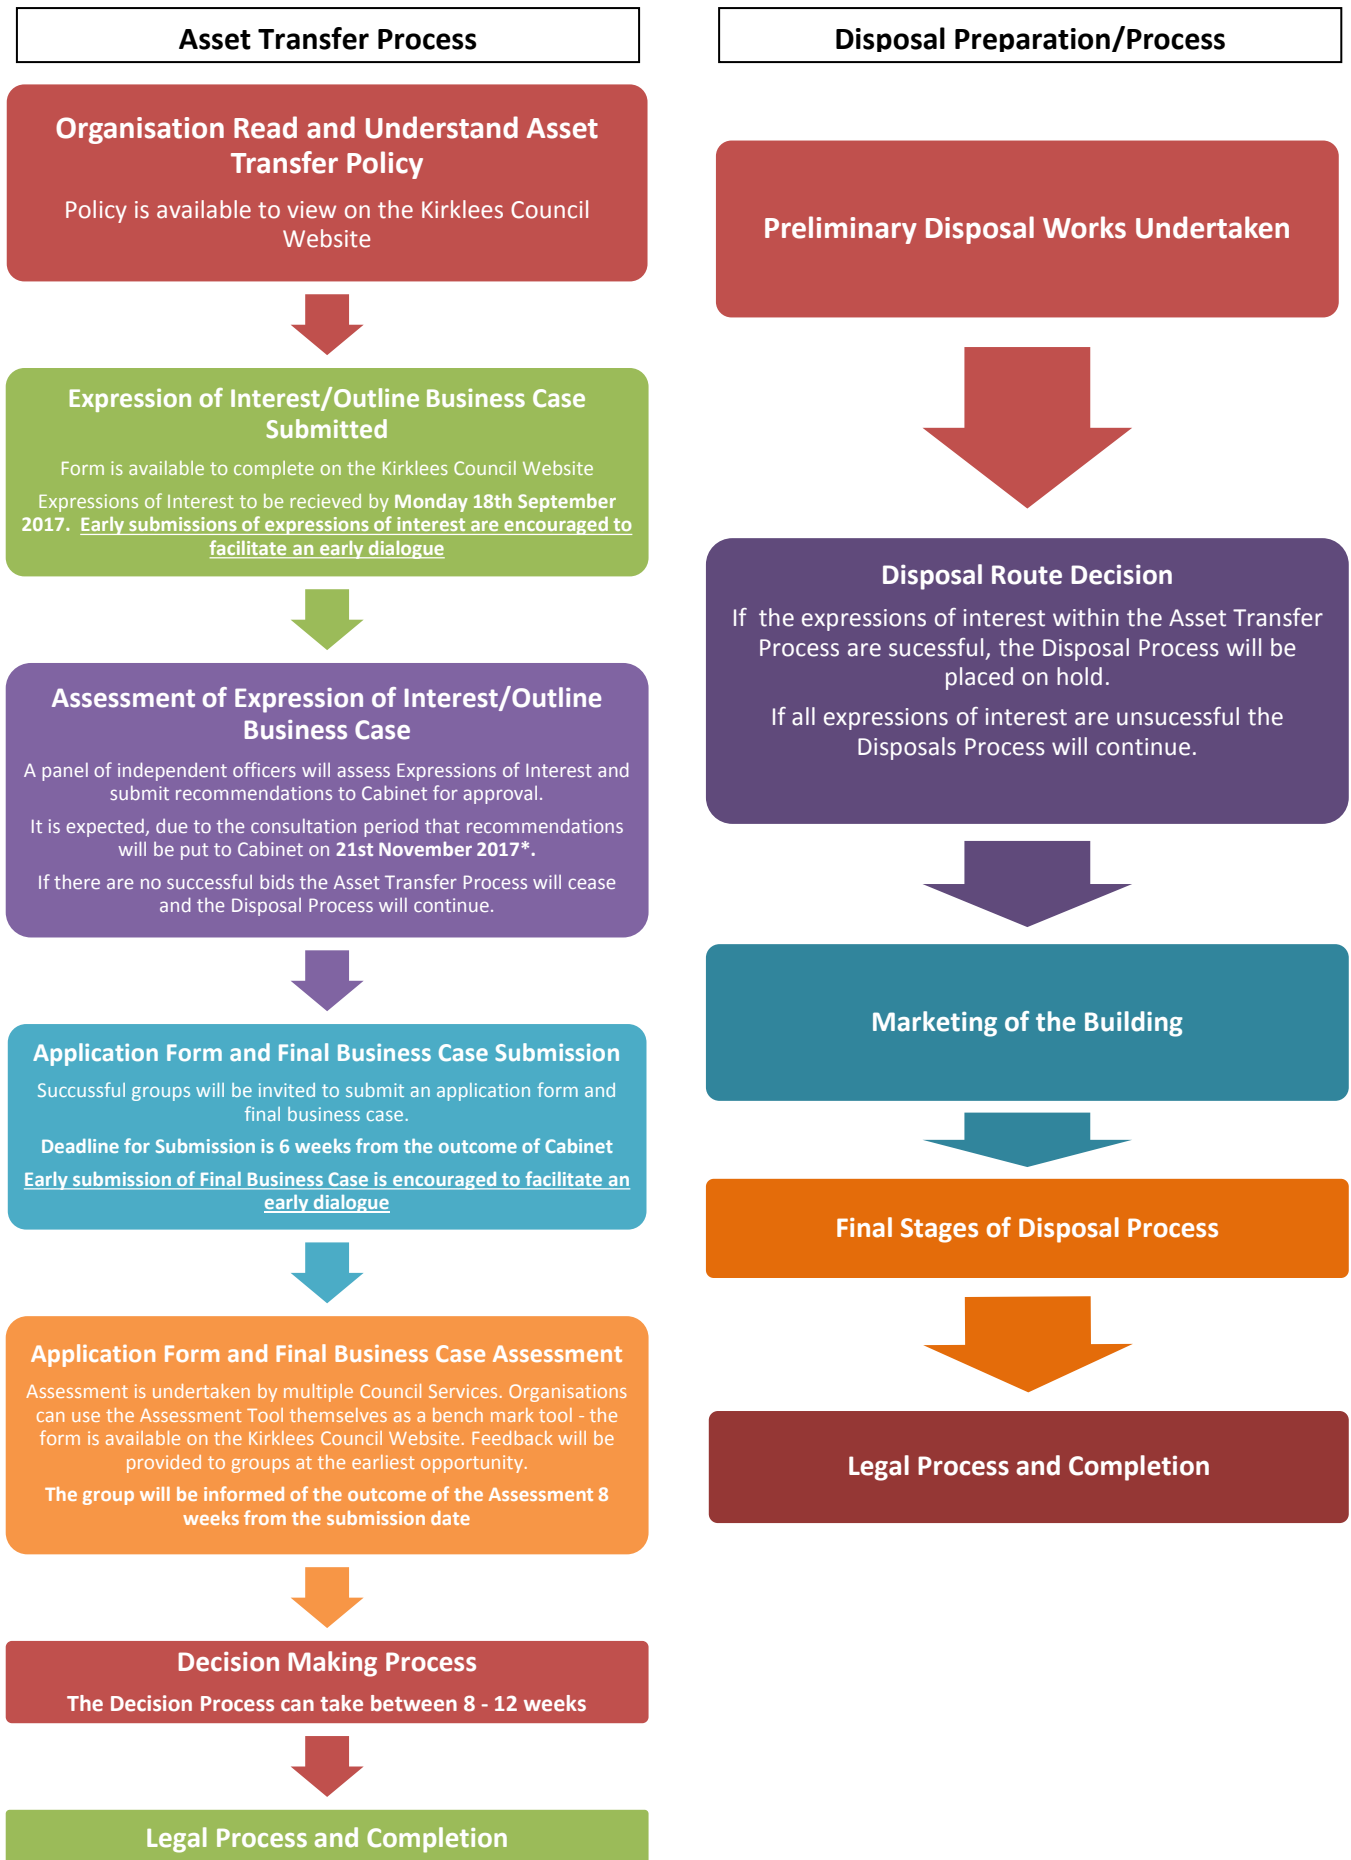 Asset Transfer Process
Organisation Read and Understand Asset
Transfer Policy
Policy is available to view on the Kirklees Council
Website
Expression of Interest/Outline Business Case
Submitted
Form is available to complete on the Kirklees Council Website
Expressions of Interest to be recieved by Monday 18th September
2017. Early submissions of expressions of interest are encouraged to
facilitate an early dialogue
Assessment of Expression of Interest/Outline
Business Case
A panel of independent officers will assess Expressions of Interest and
submit recommendations to Cabinet for approval.
It is expected, due to the consultation period that recommendations
will be put to Cabinet on 21st November 2017*.
If there are no successful bids the Asset Transfer Process will cease
and the Disposal Process will continue.
Application Form and Final Business Case Submission
Succussful groups will be invited to submit an application form and
final business case.
Deadline for Submission is 6 weeks from the outcome of Cabinet
Early submission of Final Business Case is encouraged to facilitate an
early dialogue
Application Form and Final Business Case Assessment
Assessment is undertaken by multiple Council Services. Organisations
can use the Assessment Tool themselves as a bench mark tool - the
form is available on the Kirklees Council Website. Feedback will be
provided to groups at the earliest opportunity.
The group will be informed of the outcome of the Assessment 8
weeks from the submission date
Decision Making Process
The Decision Process can take between 8 - 12 weeks
Legal Process and Completion
Disposal Preparation/Process
Preliminary Disposal Works Undertaken
Disposal Route Decision
If the expressions of interest within the Asset Transfer
Process are sucessful, the Disposal Process will be
placed on hold.
If all expressions of interest are unsucessful the
Disposals Process will continue.
Marketing of the Building
Final Stages of Disposal Process
Legal Process and Completion